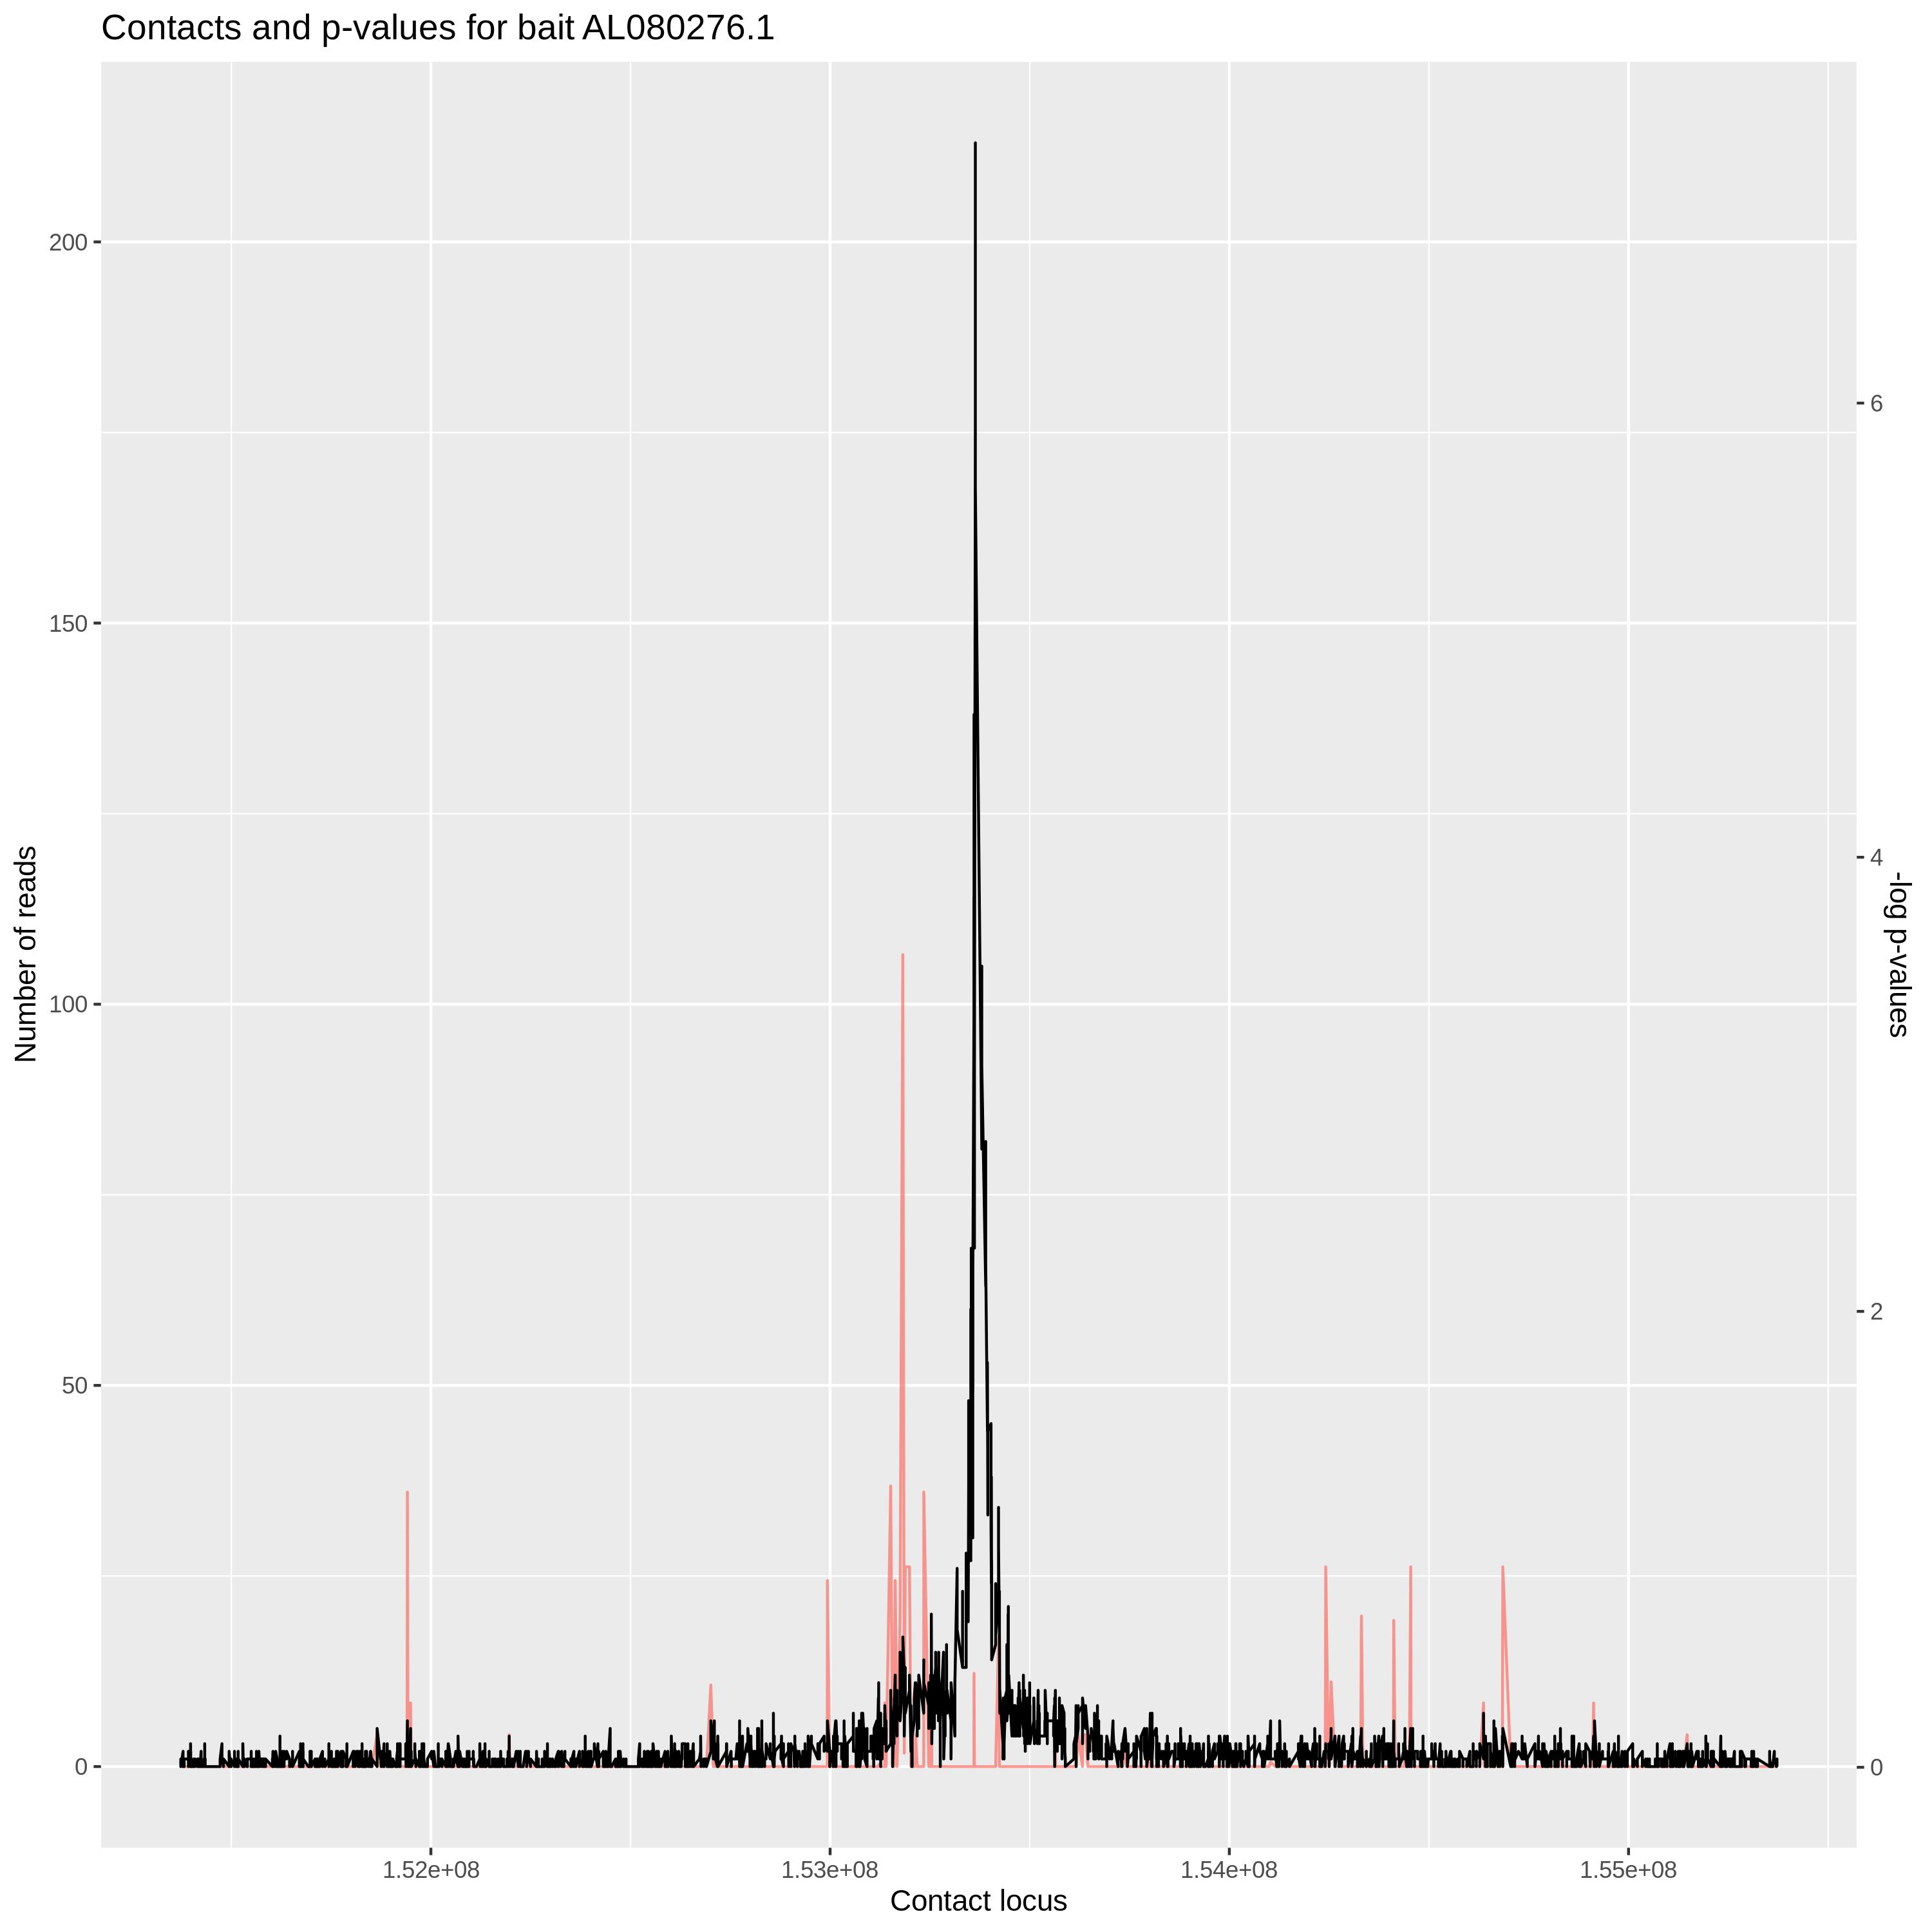 Contacts and p-values for bait AL080276.1
200
150
100
50
0
Number of reads
6
4
2
0
-log p-values
1.52e+08
1.53e+08
1.54e+08
1.55e+08
Contact locus